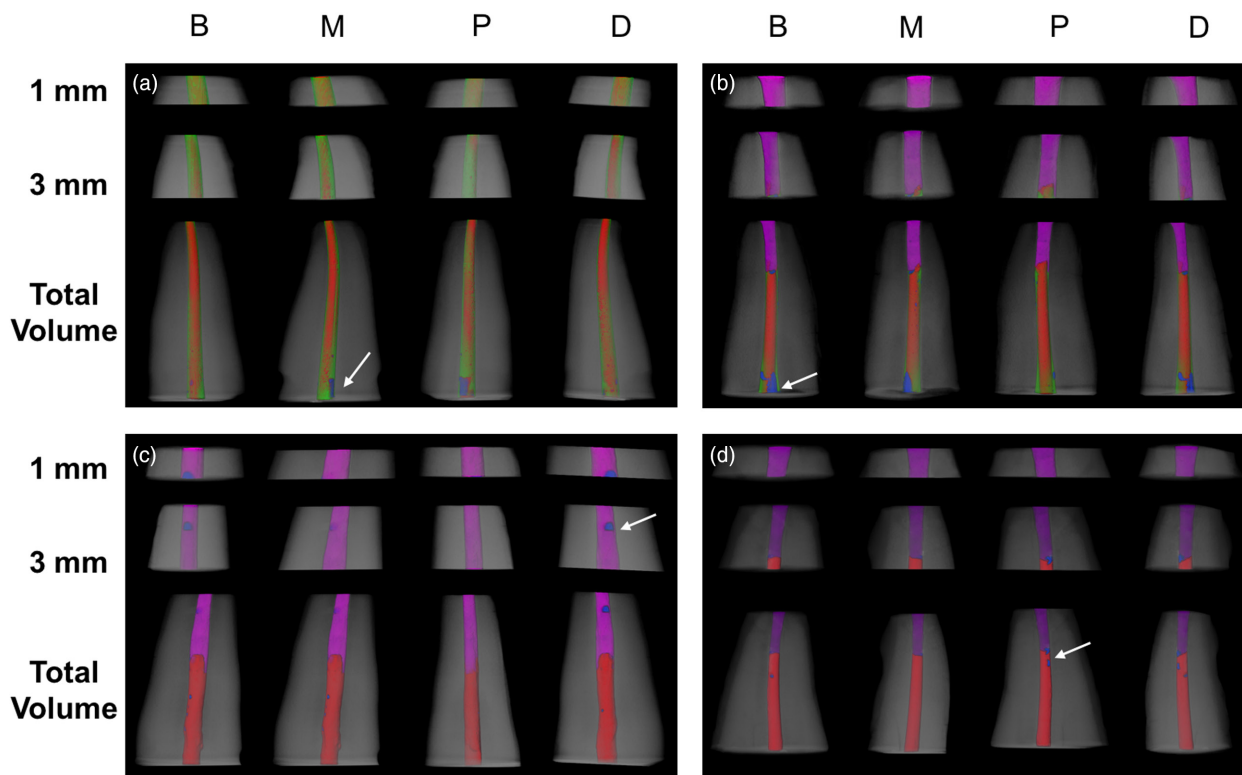 B M P D B M P D
(a) (b)
1 mm
3 mm
Total
Volume
(c) (d)
1 mm
3 mm
Total
Volume